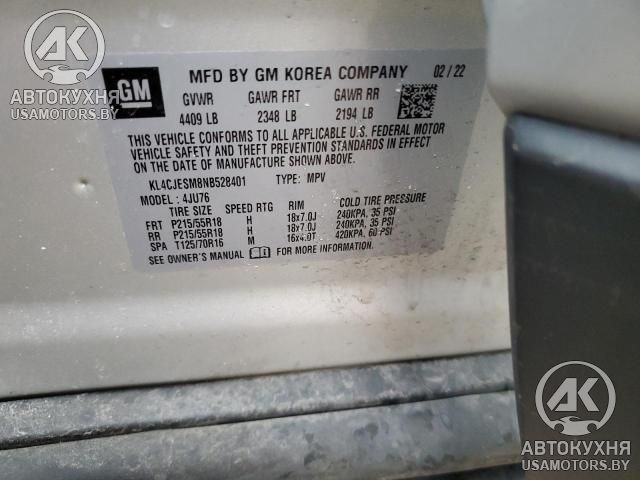 АВТОКУХНЯ
USAMOTORS.BY
АВТОКУХНЯ
USAMOTORS.BY
GM
MFD BY GM KOREA COMPANY 02 / 22
GVWR GAWR FRT GAWR RR
4409 LB 2348 LB 2194 LB
THIS VEHICLE CONFORMS TO ALL APPLICABLE U.S. FEDERAL MOTOR
VEHICLE SAFETY AND THEFT PREVENTION STANDARDS IN EFFECT
ON THE DATE OF MANUFACTURE SHOWN ABOVE.
KL4CJESM8NB528401 TYPE: MPV
MODEL : 4JU76
TIRE SIZE SPEED RTG RIM COLD TIRE PRESSURE
FRT P215/55R18 H 18x7.0J 240KPA, 35 PSI
RR P215/55R18 H 18x7.0J 240KPA, 35 PSI
SPA T125/70R16 M 16x4.0T 420KPA, 60 PSI
SEE OWNER'S MANUAL FOR MORE INFORMATION.
АВТОКУХНЯ
USAMOTORS.BY